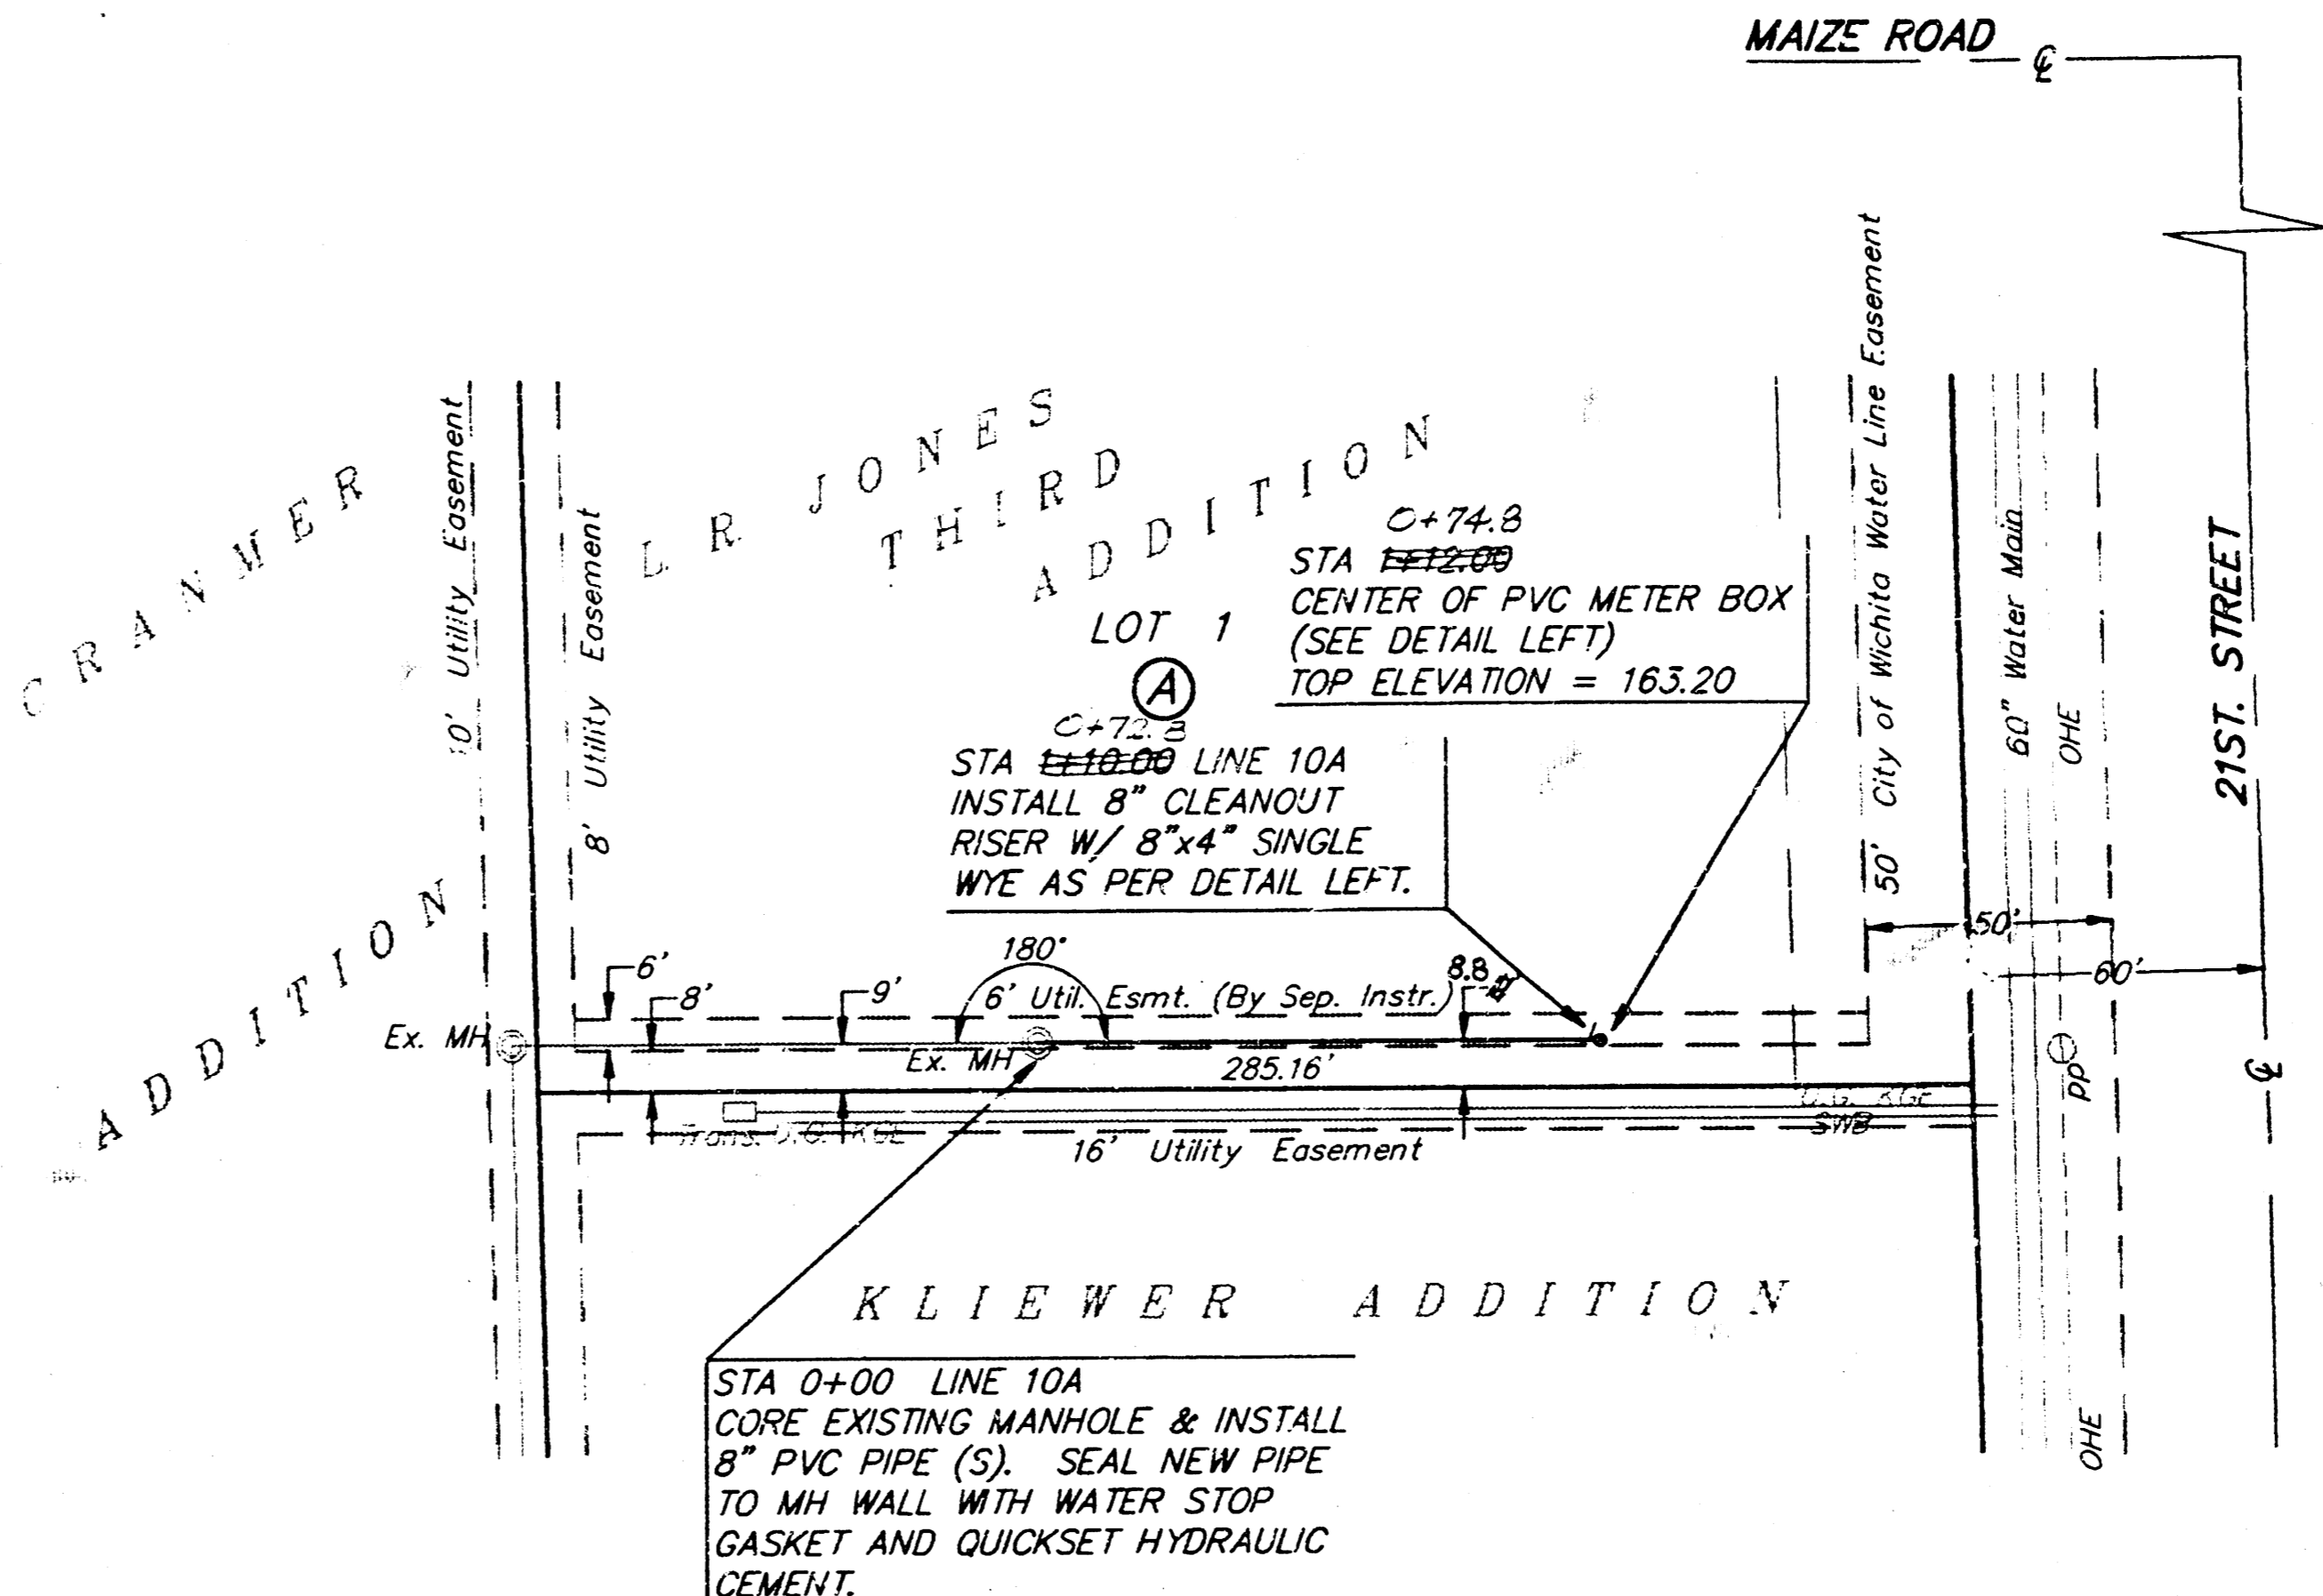 MAIZE ROAD
℄
10' Utility Easement
8' Utility Easement
CRANMER
ADDITION
L R JONES
THIRD
ADDITION
LOT 1
A
0+74.8
STA 1+12.00
CENTER OF PVC METER BOX
(SEE DETAIL LEFT)
TOP ELEVATION = 163.20
0+72.8
STA 1+10.00 LINE 10A
INSTALL 8" CLEANOUT
RISER W/ 8"x4" SINGLE
WYE AS PER DETAIL LEFT.
50' City of Wichita Water Line Easement
60" Water Main
OHE
21ST. STREET
50'
60'
6'
8'
9'
180°
8.8
6' Util. Esmt. (By Sep. Instr.)
Ex. MH
Ex. MH
285.16'
PP
℄
Trans. U.G. KGE
U.G. KGE
SWB
16' Utility Easement
KLIEWER ADDITION
OHE
STA 0+00 LINE 10A
CORE EXISTING MANHOLE & INSTALL
8" PVC PIPE (S). SEAL NEW PIPE
TO MH WALL WITH WATER STOP
GASKET AND QUICKSET HYDRAULIC
CEMENT.